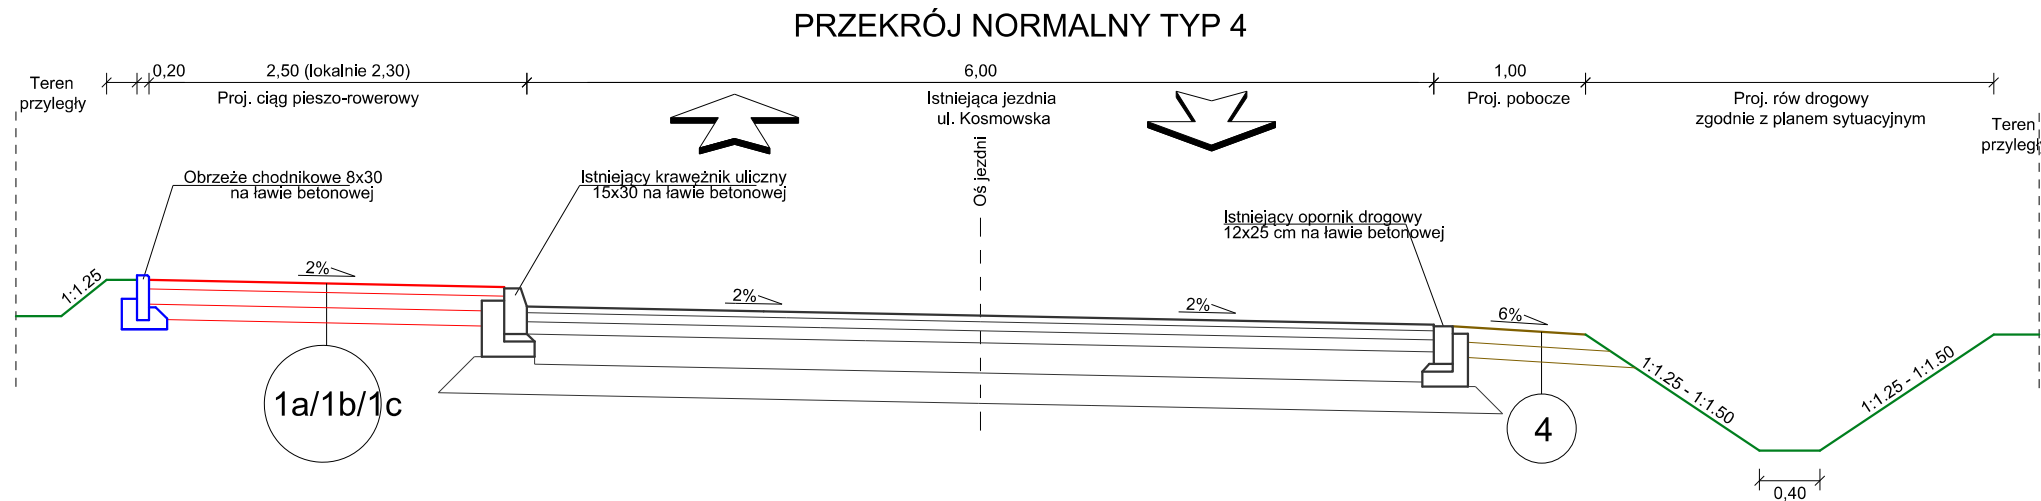 PRZEKRÓJ NORMALNY TYP 4
Teren
przyległy
0,20
2,50 (lokalnie 2,30)
Proj. ciąg pieszo-rowerowy
6,00
Istniejąca jezdnia
ul. Kosmowska
1,00
Proj. pobocze
Proj. rów drogowy
zgodnie z planem sytuacyjnym
Teren
przyległ
Oś jezdni
Obrzeże chodnikowe 8x30
na ławie betonowej
Istniejący krawężnik uliczny
15x30 na ławie betonowej
Istniejący opornik drogowy
12x25 cm na ławie betonowej
1:1.25
2%
2%
2%
6%
1:1.25 - 1:1.50
1:1.25 - 1:1.50
1a/1b/1c
4
0,40